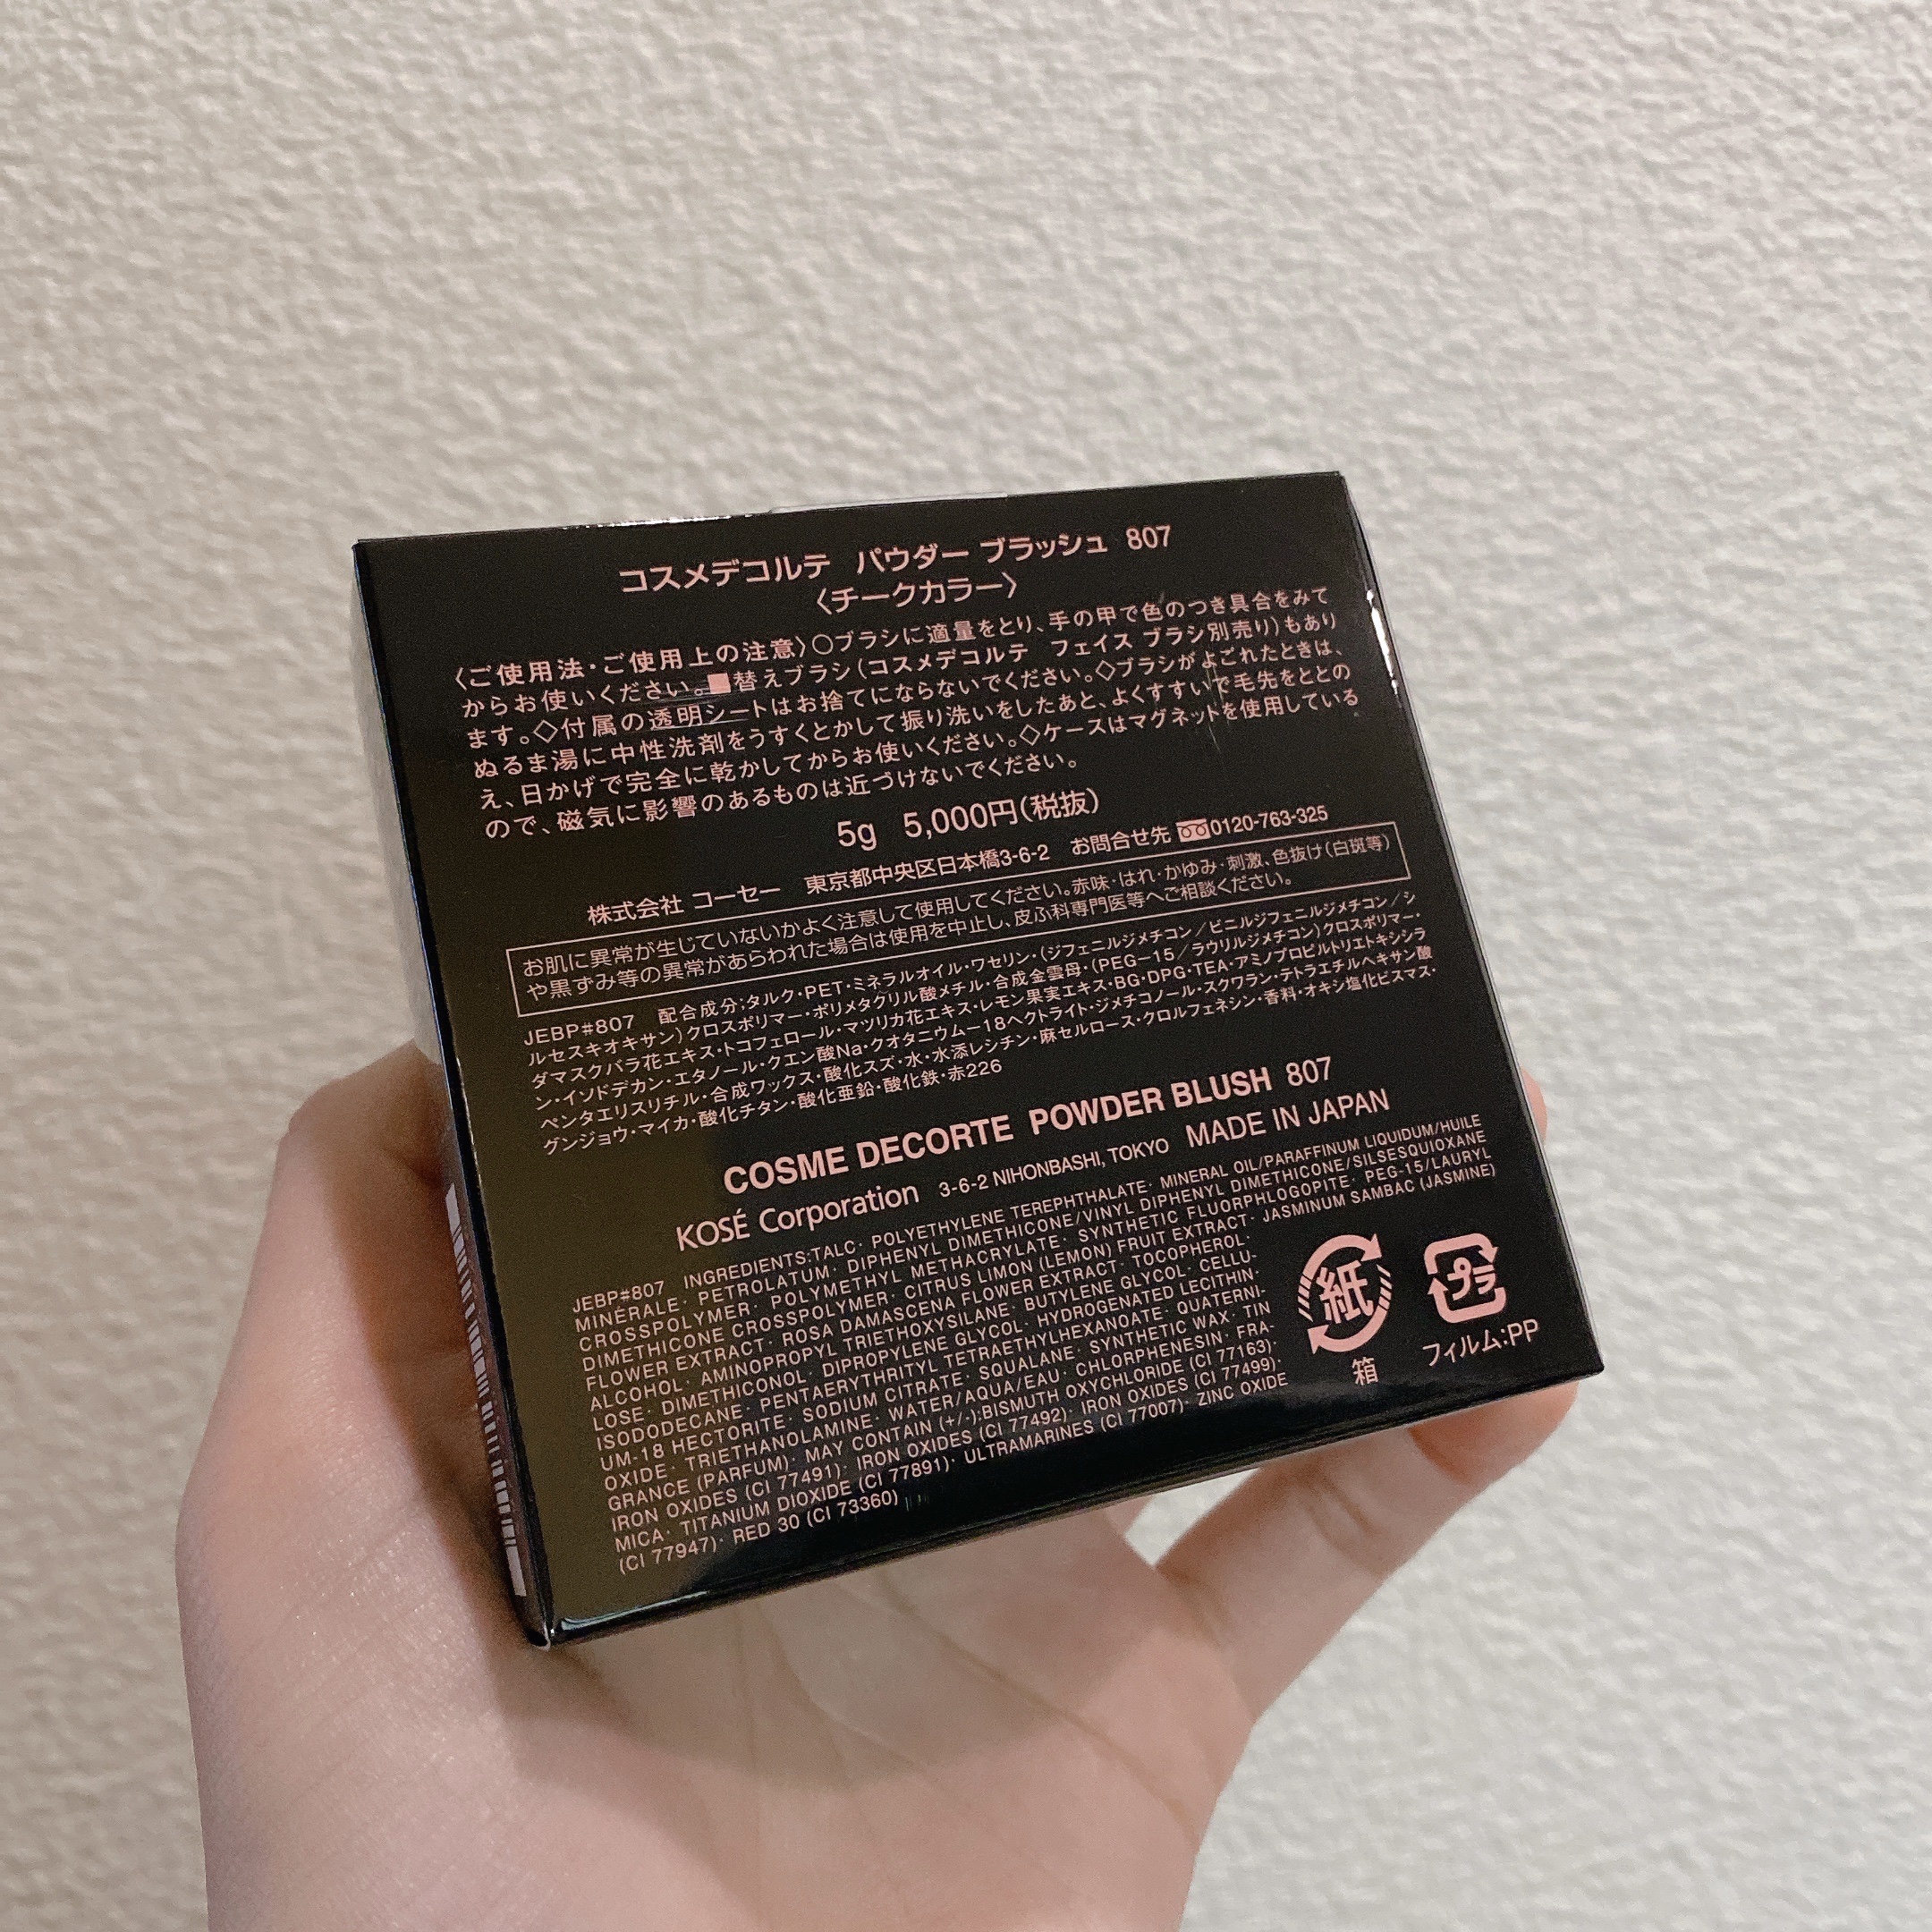 コスメデコルテ パウダー ブラッシュ 807
〈チークカラー〉
〈ご使用法・ご使用上の注意〉○ブラシに適量をとり、手の甲で色のつき具合をみて
からお使いください。■替えブラシ(コスメデコルテ フェイス ブラシ別売り)もあり
ます。◇付属の透明シートはお捨てにならないでください。◇ブラシがよごれたときは、
ぬるま湯に中性洗剤をうすくとかして振り洗いをしたあと、よくすすいで毛先をととの
え、日かげで完全に乾かしてからお使いください。◇ケースはマグネットを使用している
ので、磁気に影響のあるものは近づけないでください。
5g 5,000円(税抜)
株式会社 コーセー 東京都中央区日本橋3-6-2 お問合せ先 0120-763-325
お肌に異常が生じていないかよく注意して使用してください。赤味・はれ・かゆみ・刺激、色抜け(白斑等)
や黒ずみ等の異常があらわれた場合は使用を中止し、皮ふ科専門医等へご相談ください。
JEBP#807 配合成分;タルク・PET・ミネラルオイル・ワセリン・(ジフェニルジメチコン/ビニルジフェニルジメチコン/シ
ルセスキオキサン)クロスポリマー・ポリメタクリル酸メチル・合成金雲母・(PEG-15/ラウリルジメチコン)クロスポリマー・
ダマスクバラ花エキス・トコフェロール・マツリカ花エキス・レモン果実エキス・BG・DPG・TEA・アミノプロピルトリエトキシシラ
ン・イソドデカン・エタノール・クエン酸Na・クオタニウム-18ヘクトライト・ジメチコノール・スクワラン・テトラエチルヘキサン酸
ペンタエリスリチル・合成ワックス・酸化スズ・水・水添レシチン・麻セルロース・クロルフェネシン・香料・オキシ塩化ビスマス・
グンジョウ・マイカ・酸化チタン・酸化亜鉛・酸化鉄・赤226
COSME DECORTE POWDER BLUSH 807
KOSÉ Corporation 3-6-2 NIHONBASHI, TOKYO MADE IN JAPAN
JEBP#807 INGREDIENTS:TALC· POLYETHYLENE TEREPHTHALATE· MINERAL OIL/PARAFFINUM LIQUIDUM/HUILE
MINÉRALE· PETROLATUM· DIPHENYL DIMETHICONE/VINYL DIPHENYL DIMETHICONE/SILSESQUIOXANE
CROSSPOLYMER· POLYMETHYL METHACRYLATE· SYNTHETIC FLUORPHLOGOPITE· PEG-15/LAURYL
DIMETHICONE CROSSPOLYMER· CITRUS LIMON (LEMON) FRUIT EXTRACT· JASMINUM SAMBAC (JASMINE)
FLOWER EXTRACT· ROSA DAMASCENA FLOWER EXTRACT· TOCOPHEROL·
ALCOHOL· AMINOPROPYL TRIETHOXYSILANE· BUTYLENE GLYCOL· CELLU-
LOSE· DIMETHICONOL· DIPROPYLENE GLYCOL· HYDROGENATED LECITHIN·
ISODODECANE· PENTAERYTHRITYL TETRAETHYLHEXANOATE· QUATERNI-
UM-18 HECTORITE· SODIUM CITRATE· SQUALANE· SYNTHETIC WAX· TIN
OXIDE· TRIETHANOLAMINE· WATER/AQUA/EAU· CHLORPHENESIN· FRA-
GRANCE (PARFUM)· MAY CONTAIN (+/-):BISMUTH OXYCHLORIDE (CI 77163)·
IRON OXIDES (CI 77491)· IRON OXIDES (CI 77492)· IRON OXIDES (CI 77499)·
MICA· TITANIUM DIOXIDE (CI 77891)· ULTRAMARINES (CI 77007)· ZINC OXIDE
(CI 77947)· RED 30 (CI 73360)
紙
箱
プラ
フィルム:PP